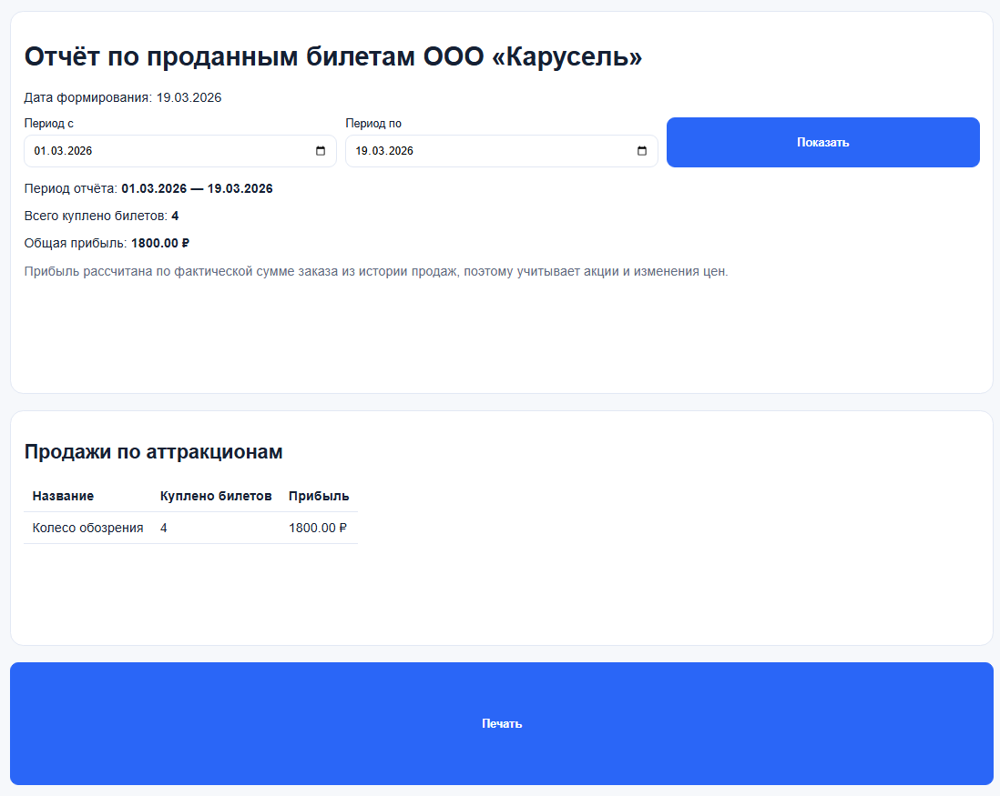 Отчёт по проданным билетам ООО «Карусель»
Дата формирования: 19.03.2026
Период с Период по
01.03.2026 19.03.2026 Показать
Период отчёта: 01.03.2026 — 19.03.2026
Всего куплено билетов: 4
Общая прибыль: 1800.00 ₽
Прибыль рассчитана по фактической сумме заказа из истории продаж, поэтому учитывает акции и изменения цен.
Продажи по аттракционам
Название Куплено билетов Прибыль
Колесо обозрения 4 1800.00 ₽
Печать